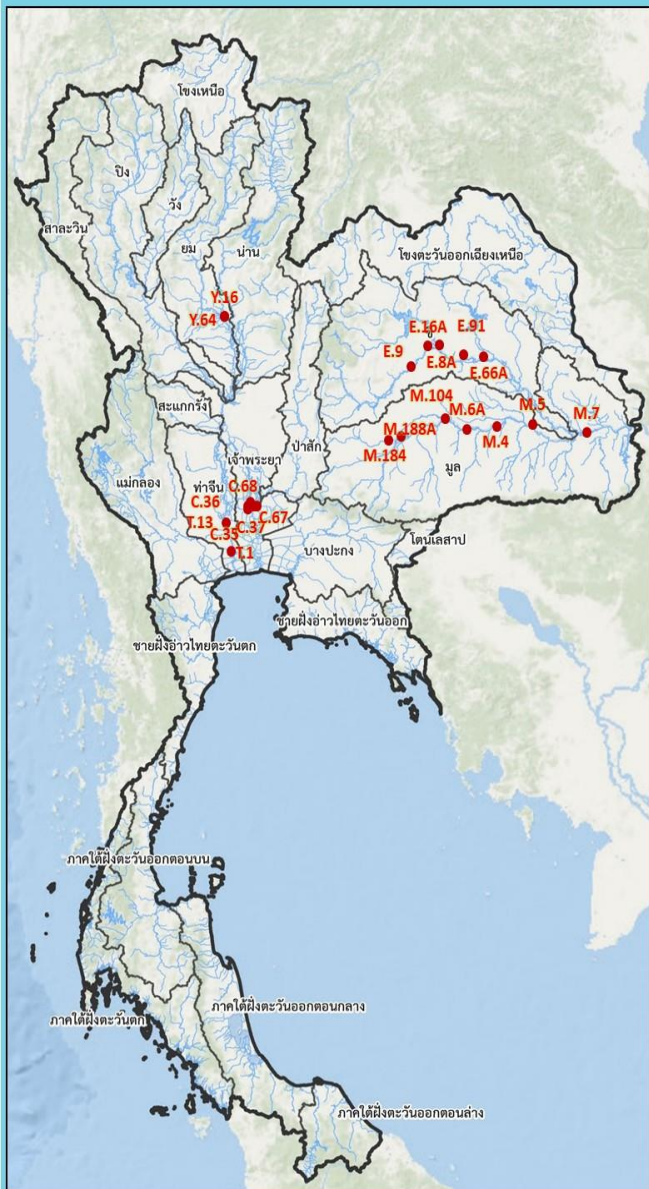 โขงเหนือ
ปิง
วัง
สาละวิน
ยม
น่าน
โขงตะวันออกเฉียงเหนือ
Y.16
Y.64
E.16A
E.91
E.9
E.8A
E.66A
สะแกกรัง
M.104
M.6A
M.5
M.7
M.188A
M.4
ป่าสัก
M.184
มูล
เจ้าพระยา
แม่กลอง
ท่าจีน
C.68
C.36
C.67
T.13
C.37
C.35
T.1
บางปะกง
โตนเลสาป
ชายฝั่งอ่าวไทยตะวันออก
ชายฝั่งอ่าวไทยตะวันตก
ภาคใต้ฝั่งตะวันออกตอนบน
ภาคใต้ฝั่งตะวันออกตอนกลาง
ภาคใต้ฝั่งตะวันตก
ภาคใต้ฝั่งตะวันออกตอนล่าง